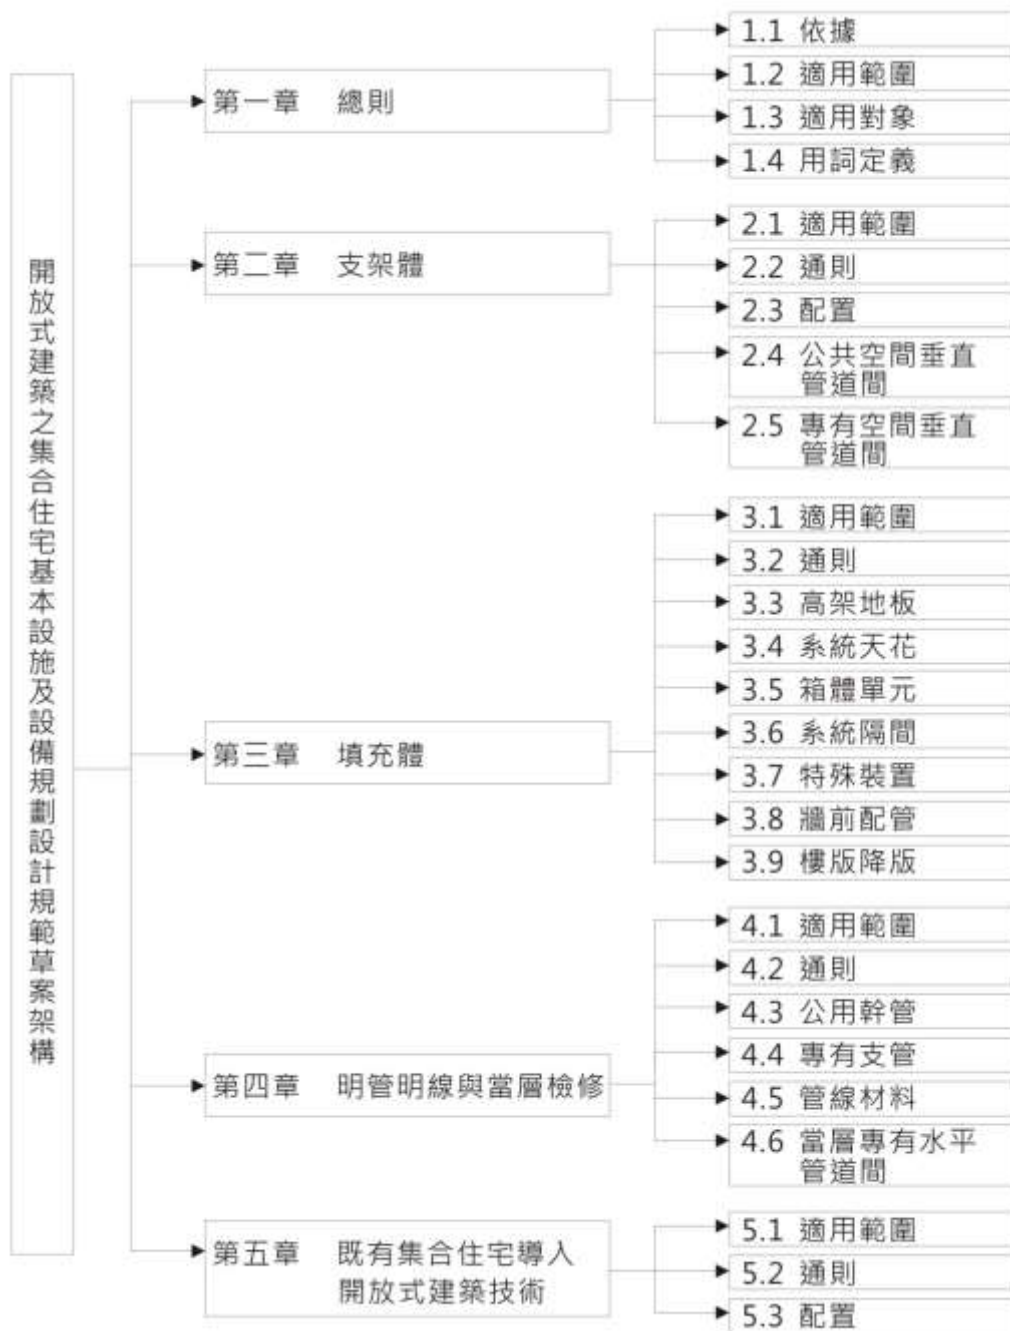 開放式建築之集合住宅基本設施及設備規劃設計規範草案架構
第一章 總則
1.1 依據
1.2 適用範圍
1.3 適用對象
1.4 用詞定義
第二章 支架體
2.1 適用範圍
2.2 通則
2.3 配置
2.4 公共空間垂直
管道間
2.5 專有空間垂直
管道間
第三章 填充體
3.1 適用範圍
3.2 通則
3.3 高架地板
3.4 系統天花
3.5 箱體單元
3.6 系統隔間
3.7 特殊裝置
3.8 牆前配管
3.9 樓版降版
第四章 明管明線與當層檢修
4.1 適用範圍
4.2 通則
4.3 公用幹管
4.4 專有支管
4.5 管線材料
4.6 當層專有水平
管道間
第五章 既有集合住宅導入
開放式建築技術
5.1 適用範圍
5.2 通則
5.3 配置